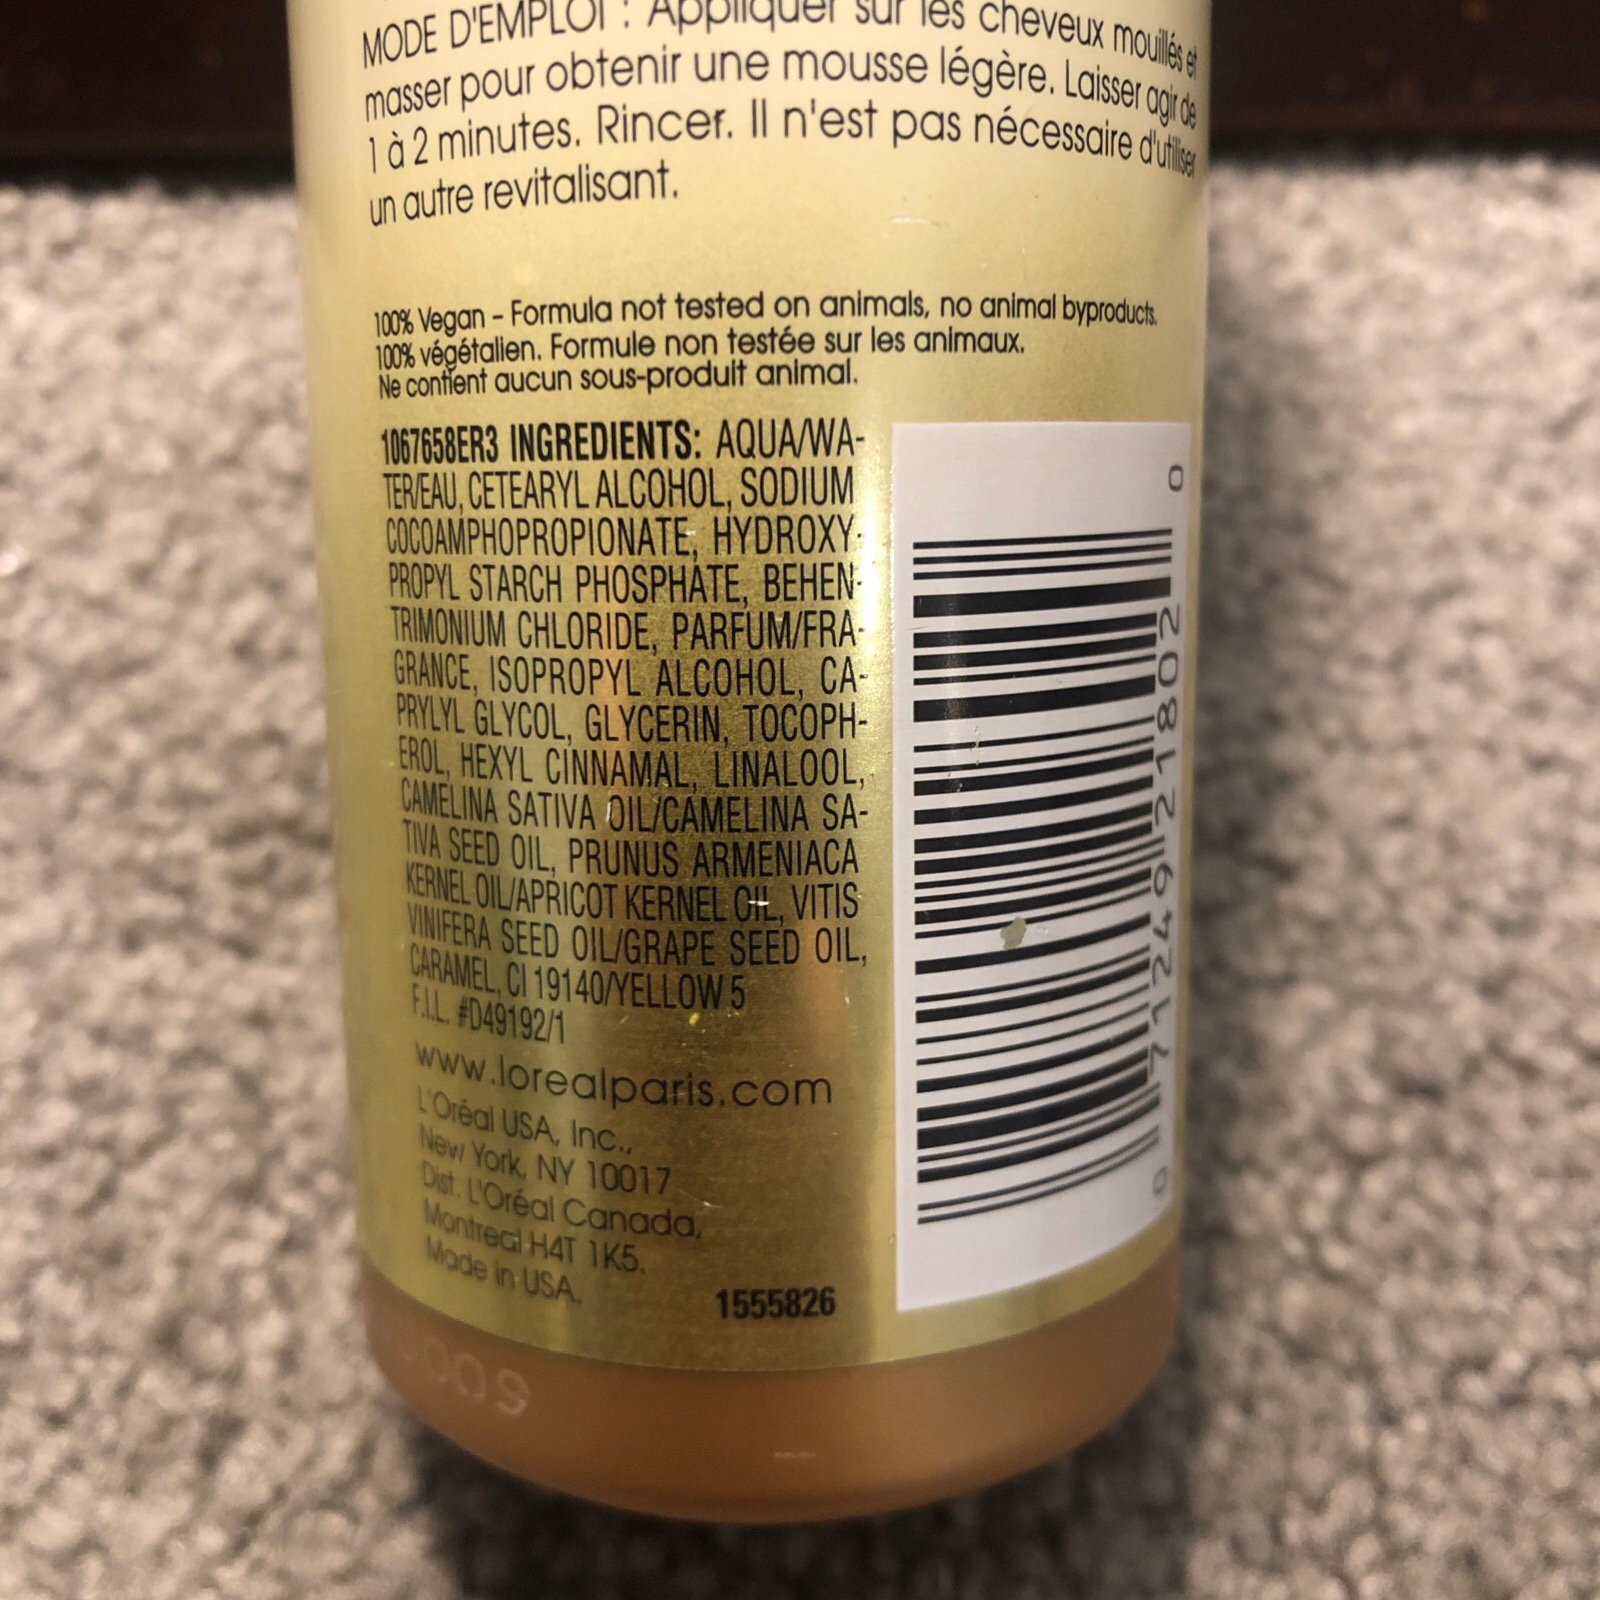 MODE D'EMPLOI : Appliquer sur les cheveux mouillés et
masser pour obtenir une mousse légère. Laisser agir de
1 à 2 minutes. Rincer. Il n'est pas nécessaire d'utiliser
un autre revitalisant.
100% Vegan – Formula not tested on animals, no animal byproducts.
100% végétalien. Formule non testée sur les animaux.
Ne contient aucun sous-produit animal.
1067658ER3 INGREDIENTS: AQUA/WA-
TER/EAU, CETEARYL ALCOHOL, SODIUM
COCOAMPHOPROPIONATE, HYDROXY-
PROPYL STARCH PHOSPHATE, BEHEN-
TRIMONIUM CHLORIDE, PARFUM/FRA-
GRANCE, ISOPROPYL ALCOHOL, CA-
PRYLYL GLYCOL, GLYCERIN, TOCOPH-
EROL, HEXYL CINNAMAL, LINALOOL,
CAMELINA SATIVA OIL/CAMELINA SA-
TIVA SEED OIL, PRUNUS ARMENIACA
KERNEL OIL/APRICOT KERNEL OIL, VITIS
VINIFERA SEED OIL/GRAPE SEED OIL,
CARAMEL, CI 19140/YELLOW 5
F.I.L. #D49192/1
www.lorealparis.com
L'Oréal USA, Inc.,
New York, NY 10017
Dist. L'Oréal Canada,
Montreal H4T 1K5.
Made in USA.
1555826
0 71249 21802 0